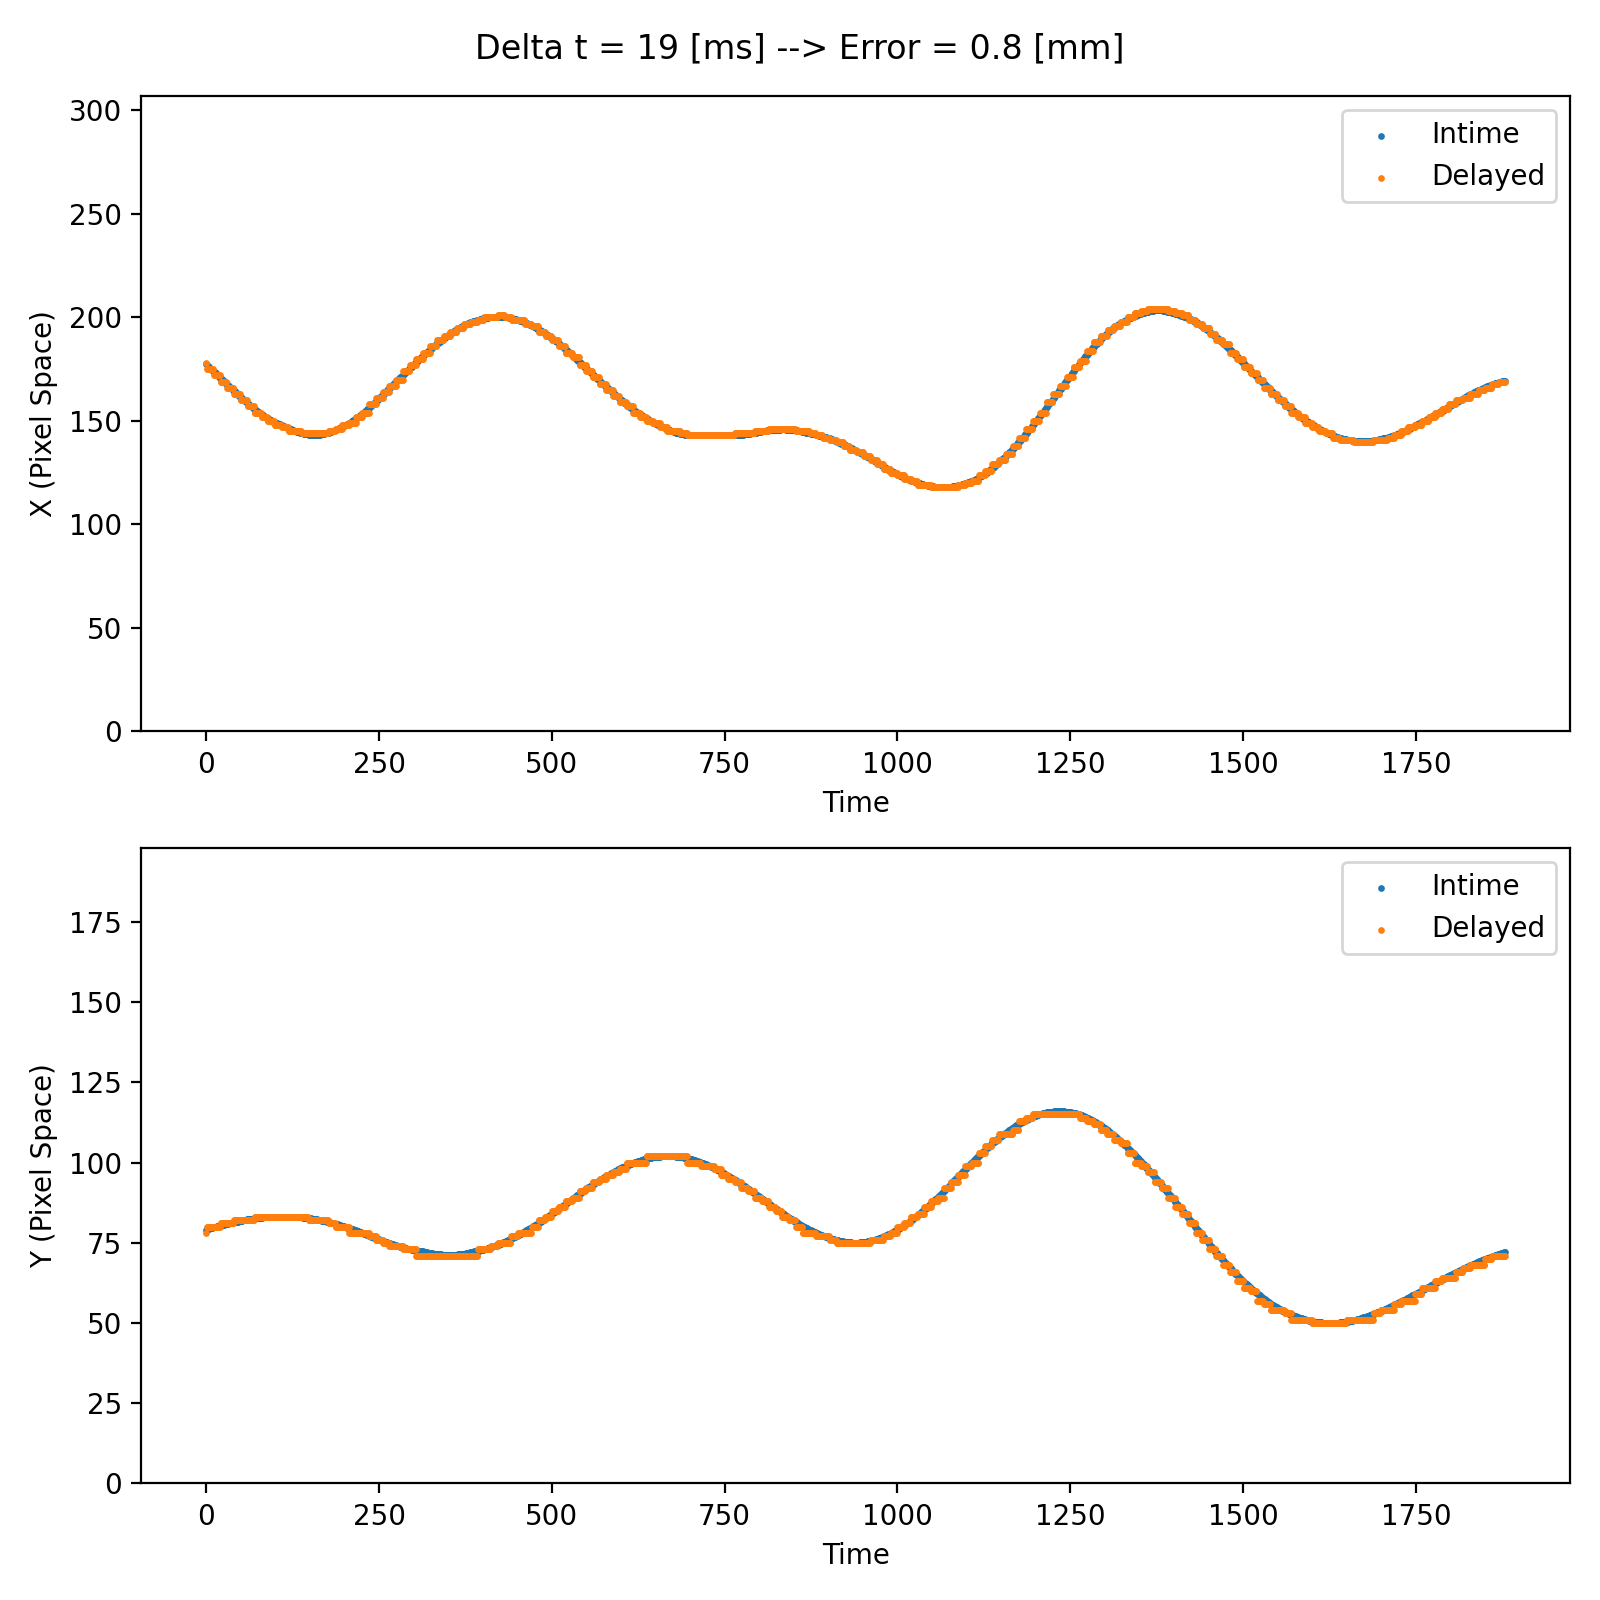 Delta t = 19 [ms] --> Error = 0.8 [mm]
300
250
200
150
100
50
0
X (Pixel Space)
Intime
Delayed
0 250 500 750 1000 1250 1500 1750
Time
175
150
125
100
75
50
25
0
Y (Pixel Space)
Intime
Delayed
0 250 500 750 1000 1250 1500 1750
Time